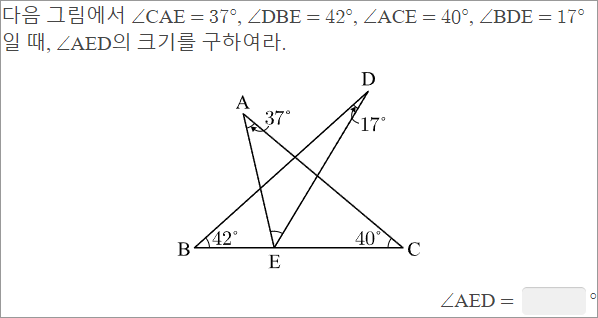 다음 그림에서 ∠CAE = 37°, ∠DBE = 42°, ∠ACE = 40°, ∠BDE = 17°
일 때, ∠AED의 크기를 구하여라.
D
A
37°
17°
B
42°
40°
C
E
∠AED = °